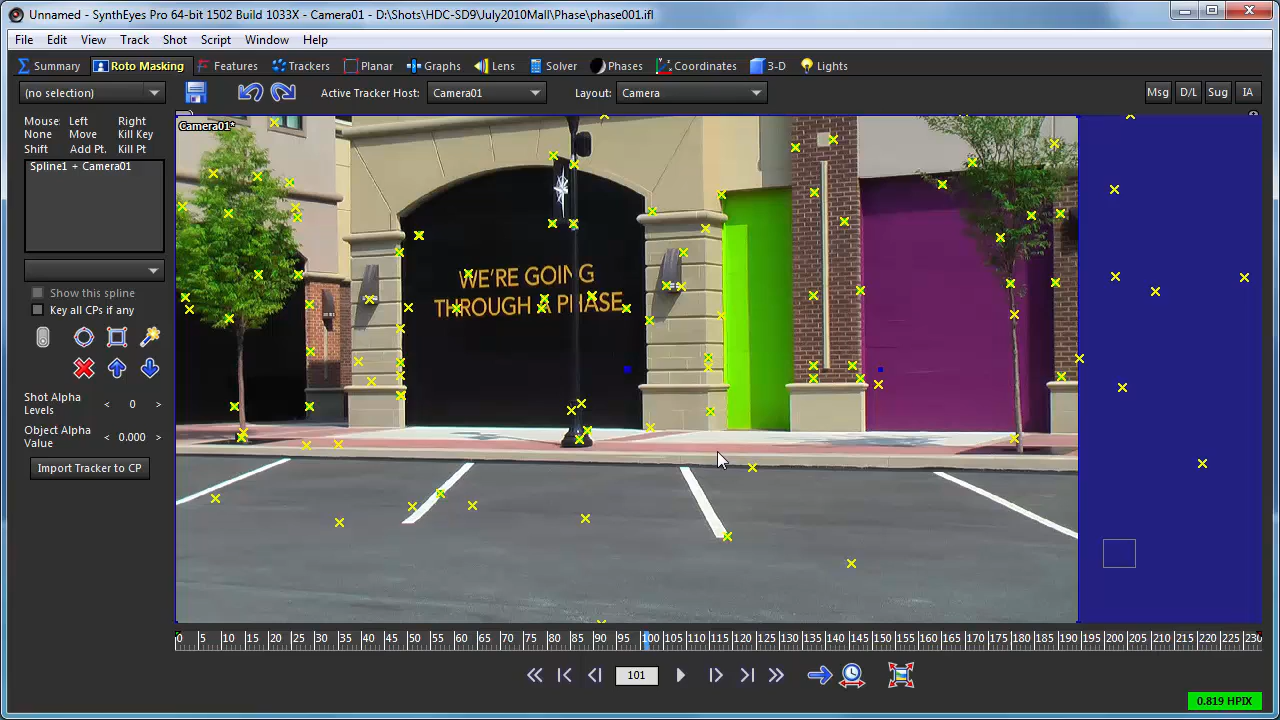 Unnamed - SynthEyes Pro 64-bit 1502 Build 1033X - Camera01 - D:\Shots\HDC-SD9\July2010Mall\Phase\phase001.ifl
File Edit View Track Shot Script Window Help
Summary Roto Masking Features Trackers Planar Graphs Lens Solver Phases Coordinates 3-D Lights
(no selection) Active Tracker Host: Camera01 Layout: Camera Msg D/L Sug IA
Mouse: Left Right
None Move Kill Key
Shift Add Pt. Kill Pt
Spline1 + Camera01
Show this spline
Key all CPs if any
Shot Alpha
Levels < 0 >
Object Alpha
Value < 0.000 >
Import Tracker to CP
Camera01*
WE'RE GOING
THROUGH A PHASE
0 5 10 15 20 25 30 35 40 45 50 55 60 65 70 75 80 85 90 95 100 105 110 115 120 125 130 135 140 145 150 155 160 165 170 175 180 185 190 195 200 205 210 215 220 225 230
101
0.819 HPIX